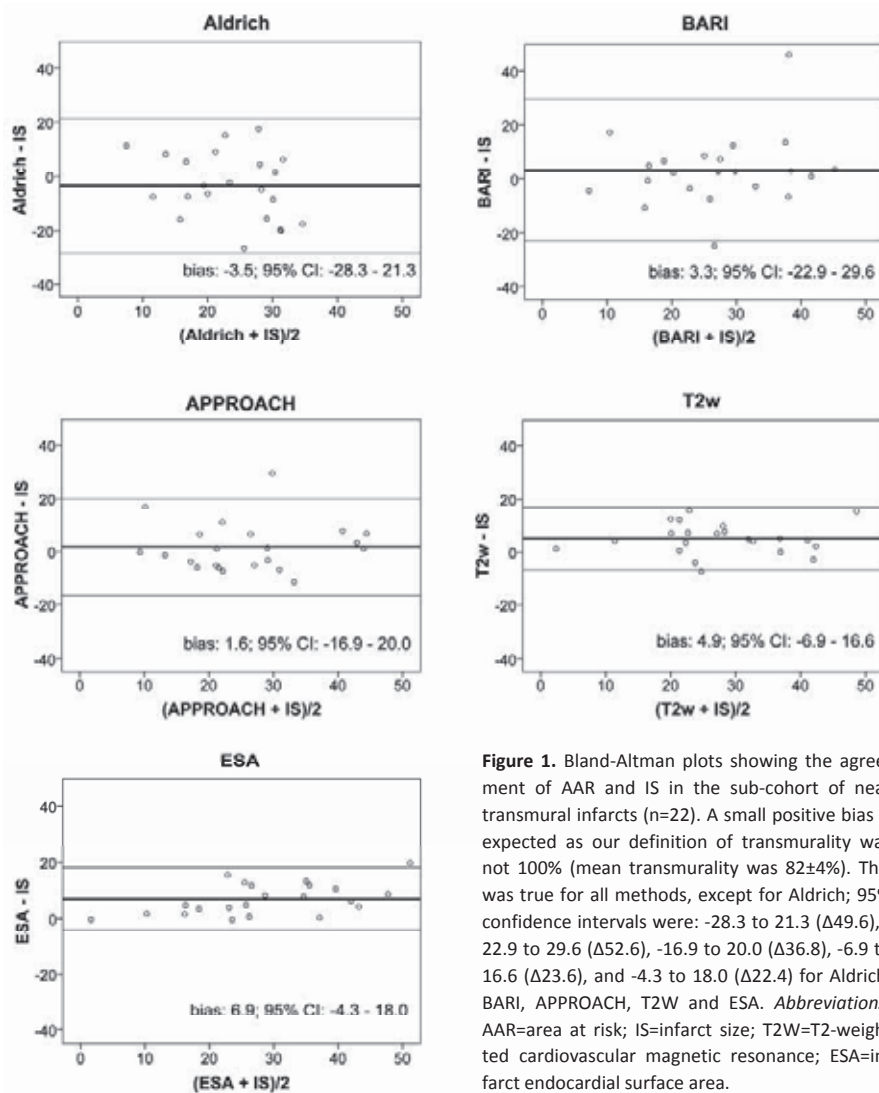 Aldrich
40
20
0
-20
-40
Aldrich - IS
bias: -3.5; 95% CI: -28.3 - 21.3
0 10 20 30 40 50
(Aldrich + IS)/2
BARI
40
20
0
-20
-40
BARI - IS
bias: 3.3; 95% CI: -22.9 - 29.6
0 10 20 30 40 50
(BARI + IS)/2
APPROACH
40
20
0
-20
-40
APPROACH - IS
bias: 1.6; 95% CI: -16.9 - 20.0
0 10 20 30 40 50
(APPROACH + IS)/2
T2w
40
20
0
-20
-40
T2w - IS
bias: 4.9; 95% CI: -6.9 - 16.6
0 10 20 30 40 50
(T2w + IS)/2
ESA
40
20
0
-20
-40
ESA - IS
bias: 6.9; 95% CI: -4.3 - 18.0
0 10 20 30 40 50
(ESA + IS)/2
Figure 1. Bland-Altman plots showing the agree
ment of AAR and IS in the sub-cohort of nea
transmural infarcts (n=22). A small positive bias
expected as our definition of transmurality wa
not 100% (mean transmurality was 82±4%). Th
was true for all methods, except for Aldrich; 95%
confidence intervals were: -28.3 to 21.3 (Δ49.6),
22.9 to 29.6 (Δ52.6), -16.9 to 20.0 (Δ36.8), -6.9 t
16.6 (Δ23.6), and -4.3 to 18.0 (Δ22.4) for Aldrich
BARI, APPROACH, T2W and ESA. Abbreviations
AAR=area at risk; IS=infarct size; T2W=T2-weigh
ted cardiovascular magnetic resonance; ESA=in
farct endocardial surface area.